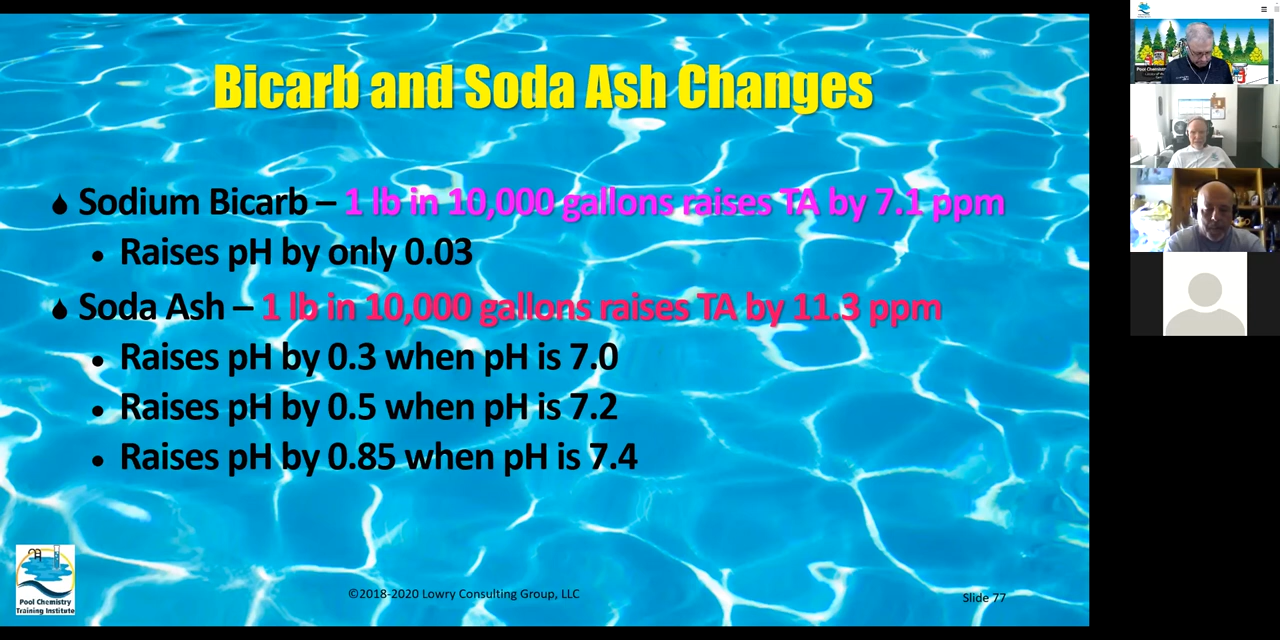 Bicarb and Soda Ash Changes
Sodium Bicarb – 1 lb in 10,000 gallons raises TA by 7.1 ppm
Raises pH by only 0.03
Soda Ash – 1 lb in 10,000 gallons raises TA by 11.3 ppm
Raises pH by 0.3 when pH is 7.0
Raises pH by 0.5 when pH is 7.2
Raises pH by 0.85 when pH is 7.4
Pool Chemistry
Training Institute
©2018-2020 Lowry Consulting Group, LLC
Slide 77